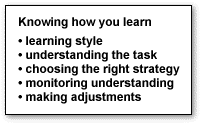 Knowing how you learn
• learning style
• understanding the task
• choosing the right strategy
• monitoring understanding
• making adjustments